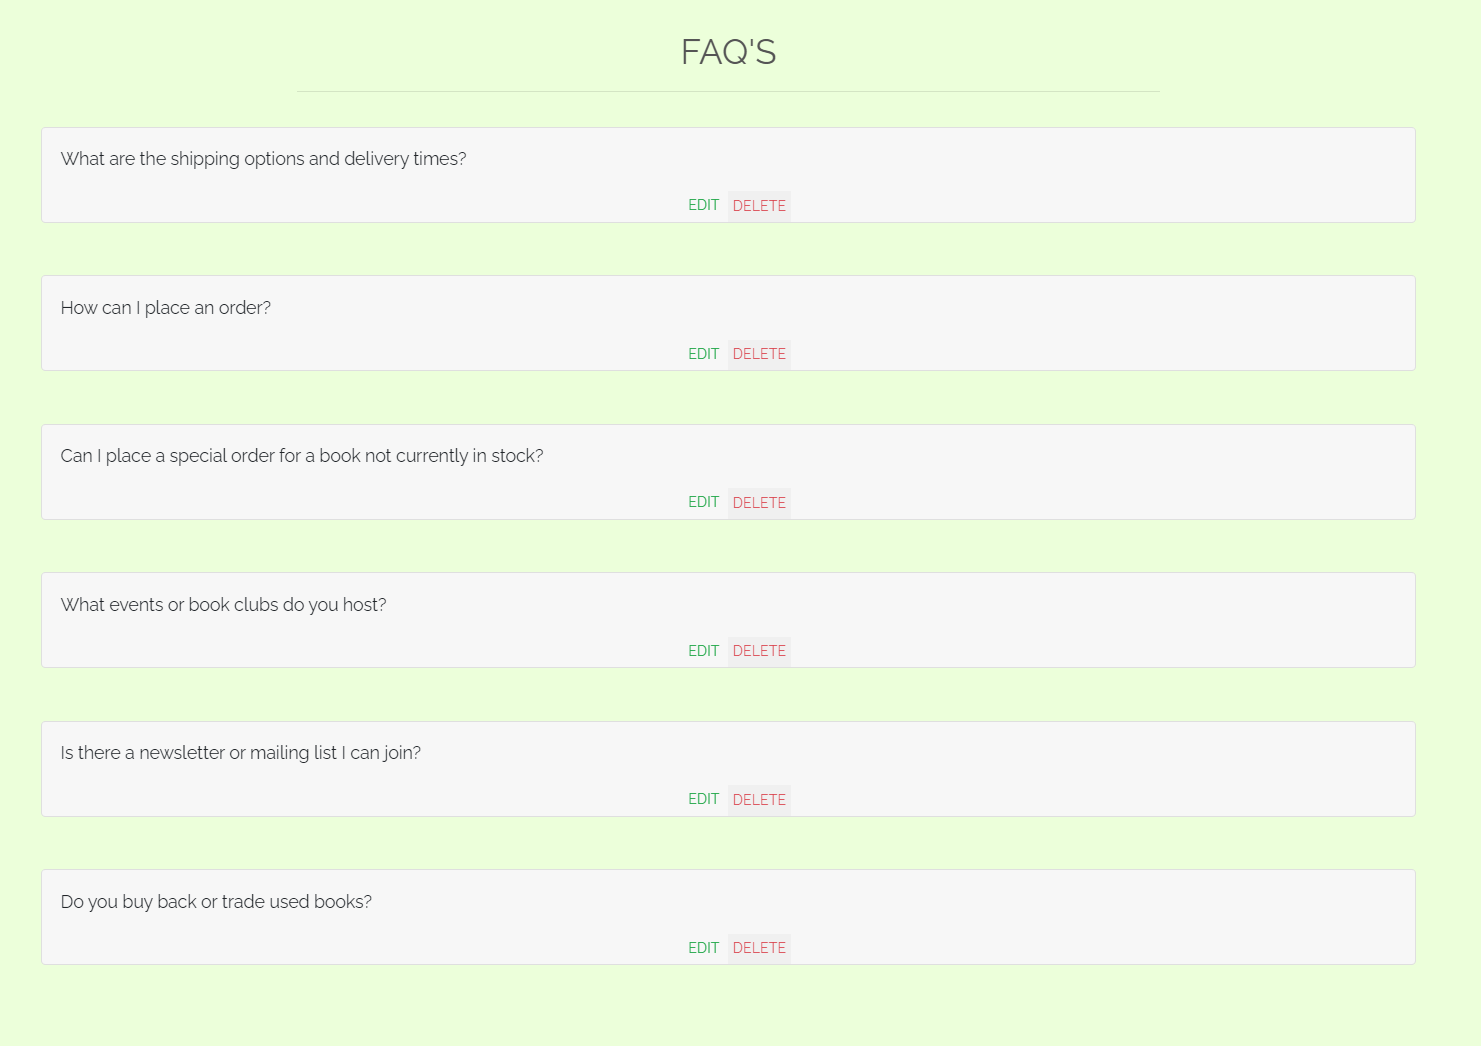 FAQ'S
What are the shipping options and delivery times?
EDIT DELETE
How can I place an order?
EDIT DELETE
Can I place a special order for a book not currently in stock?
EDIT DELETE
What events or book clubs do you host?
EDIT DELETE
Is there a newsletter or mailing list I can join?
EDIT DELETE
Do you buy back or trade used books?
EDIT DELETE